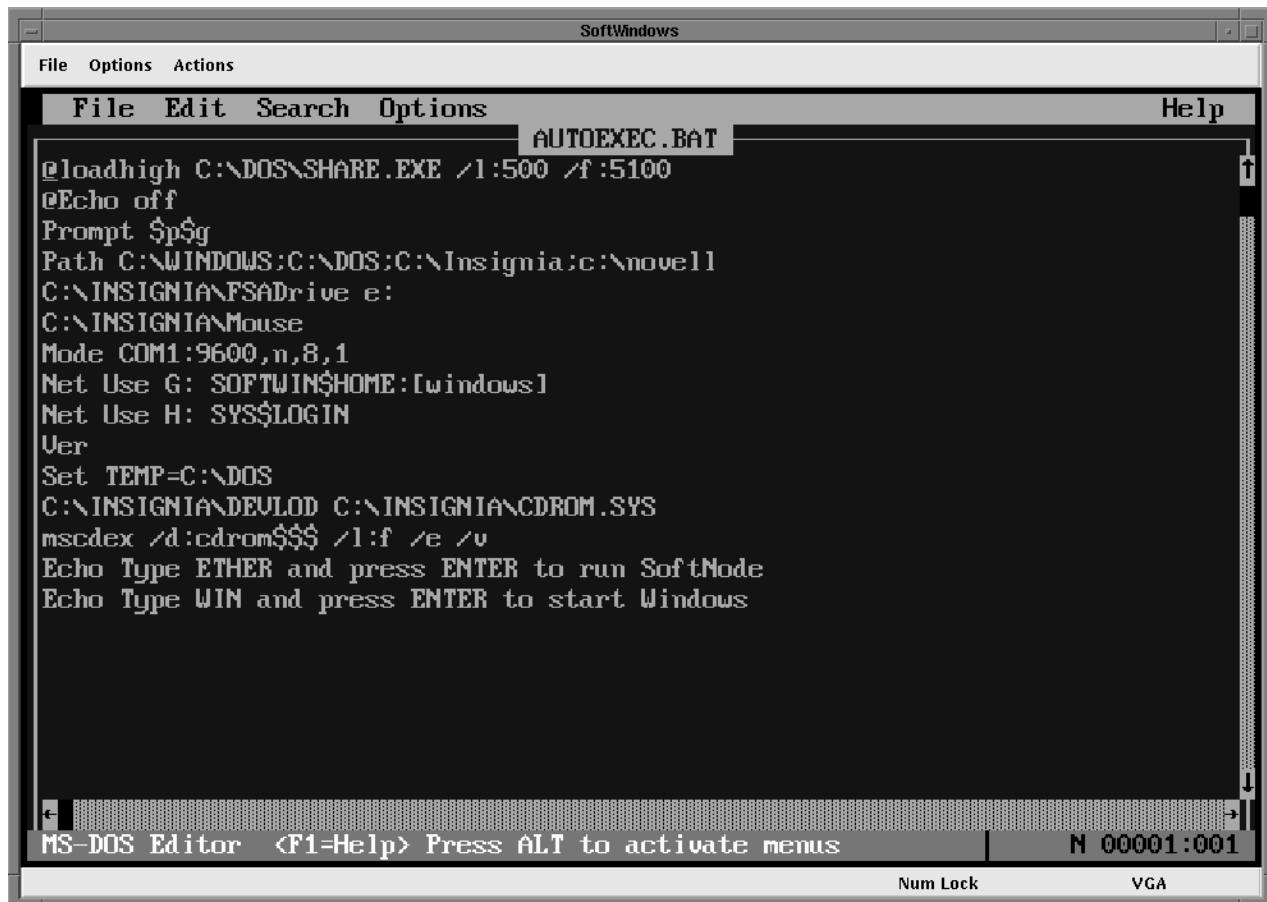 SoftWindows
File Options Actions
File Edit Search Options Help
AUTOEXEC.BAT
@loadhigh C:\DOS\SHARE.EXE /l:500 /f:5100
@Echo off
Prompt $p$g
Path C:\WINDOWS;C:\DOS;C:\Insignia;c:\novell
C:\INSIGNIA\FSADrive e:
C:\INSIGNIA\Mouse
Mode COM1:9600,n,8,1
Net Use G: SOFTWIN$HOME:[windows]
Net Use H: SYS$LOGIN
Ver
Set TEMP=C:\DOS
C:\INSIGNIA\DEVLOD C:\INSIGNIA\CDROM.SYS
mscdex /d:cdrom$$$ /l:f /e /v
Echo Type ETHER and press ENTER to run SoftNode
Echo Type WIN and press ENTER to start Windows
MS-DOS Editor <F1=Help> Press ALT to activate menus N 00001:001
Num Lock VGA